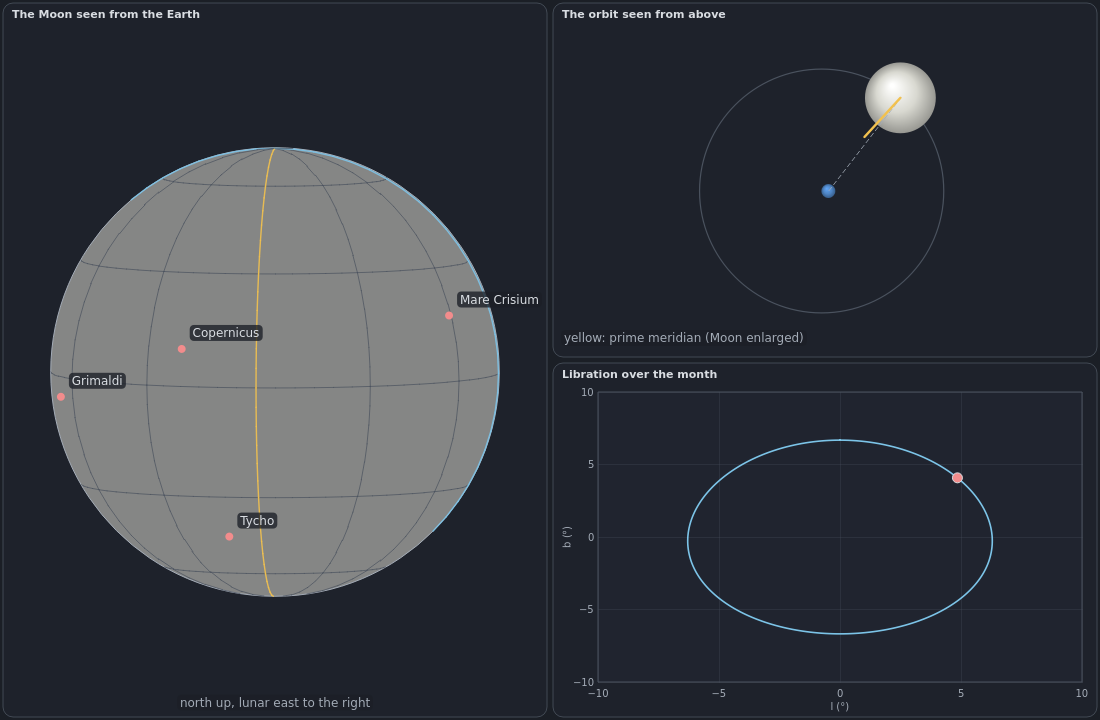 The Moon seen from the Earth
Mare Crisium
Copernicus
Grimaldi
Tycho
north up, lunar east to the right
The orbit seen from above
yellow: prime meridian (Moon enlarged)
Libration over the month
10
5
0
−5
−10
b (°)
−10
−5
0
5
10
l (°)